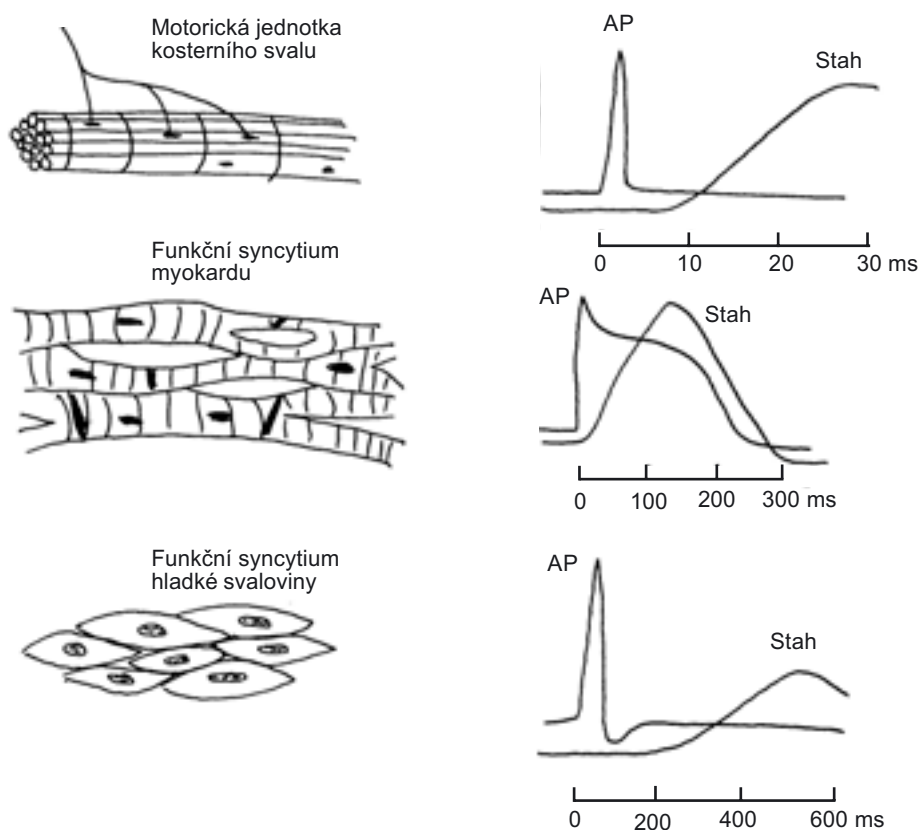 Motorická jednotka
kosterního svalu
AP
Stah
0 10 20 30 ms
Funkční syncytium
myokardu
AP
Stah
0 100 200 300 ms
Funkční syncytium
hladké svaloviny
AP
Stah
0 200 400 600 ms